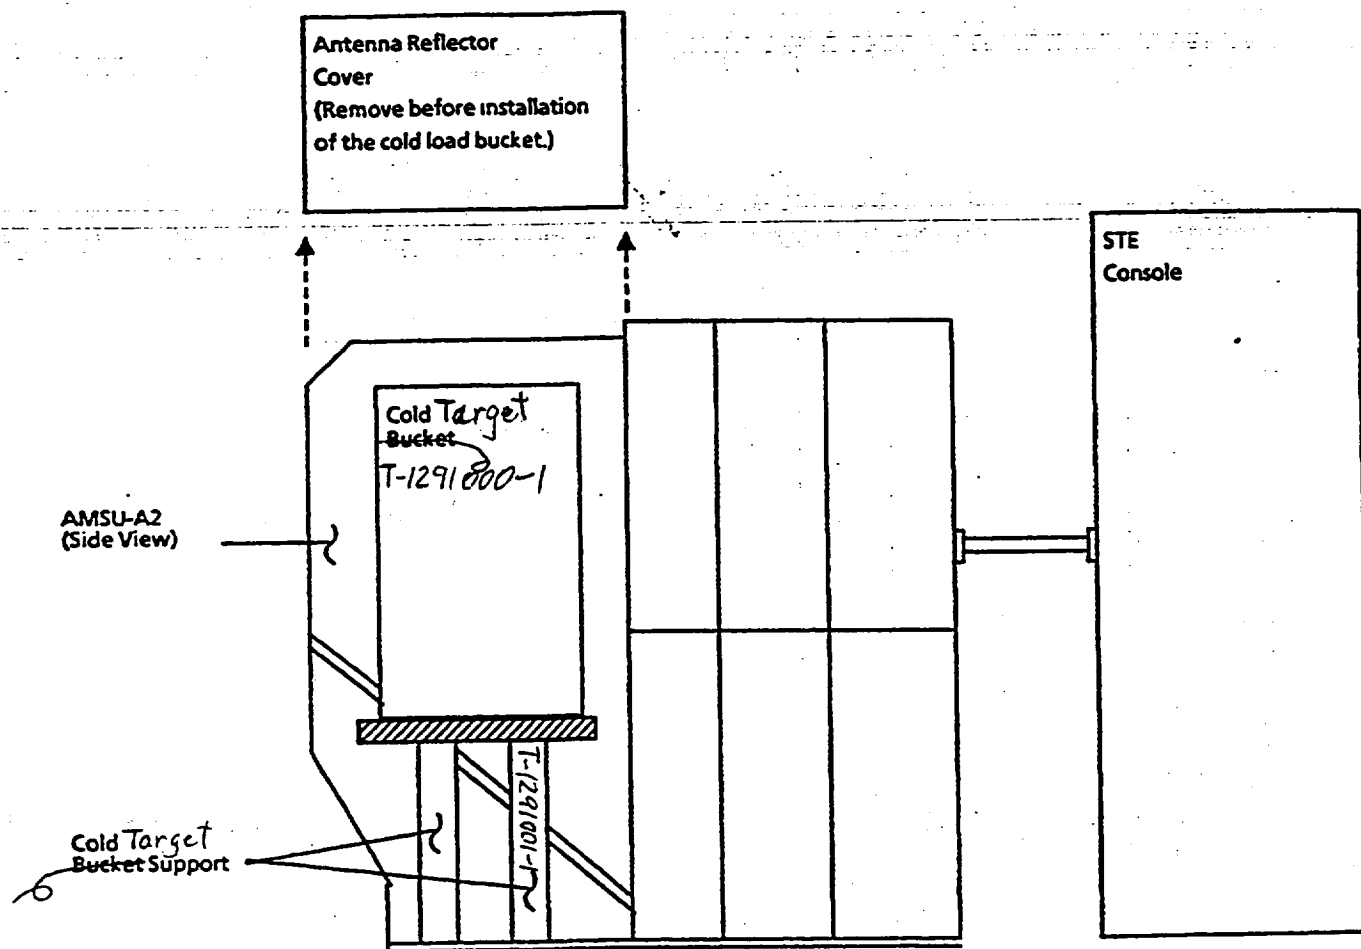 Antenna Reflector
Cover
(Remove before installation
of the cold load bucket.)
STE
Console
Cold Target
Bucket
T-1291000-1
AMSU-A2
(Side View)
T-1291001-1
Cold Target
Bucket Support